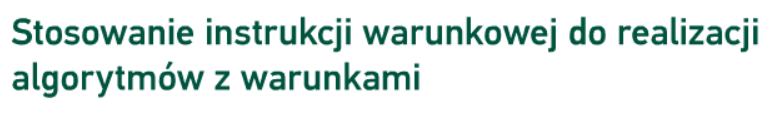 Stosowanie instrukcji warunkowej do realizacji
algorytmów z warunkami